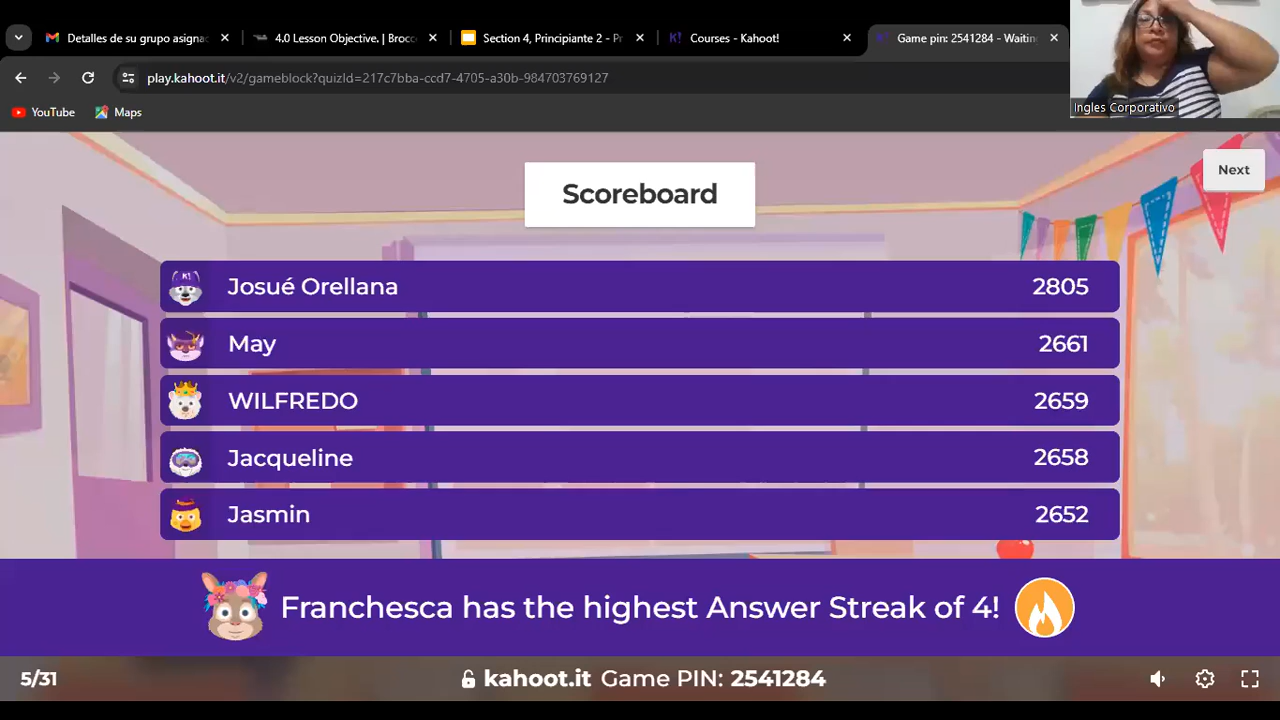 Detalles de su grupo asigna
4.0 Lesson Objective. | Brocc
Section 4, Principiante 2 - Pr
Courses - Kahoot!
Game pin: 2541284 - Waitin
play.kahoot.it/v2/gameblock?quizId=217c7bba-ccd7-4705-a30b-984703769127
YouTube
Maps
Ingles Corporativo
Next
Scoreboard
K!
Josué Orellana 2805
May 2661
WILFREDO 2659
Jacqueline 2658
Jasmin 2652
Franchesca has the highest Answer Streak of 4!
5/31
kahoot.it Game PIN: 2541284